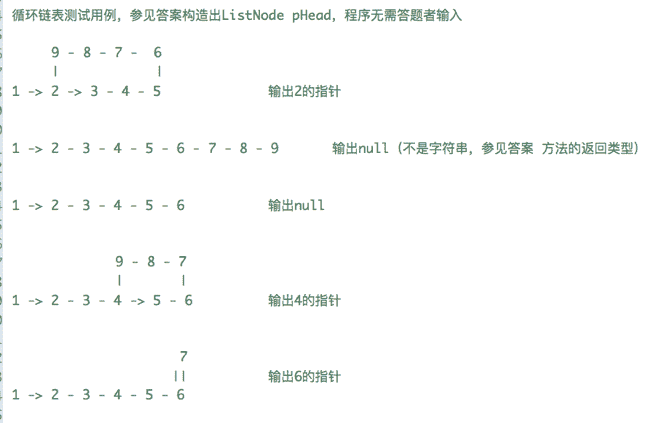 循环链表测试用例，参见答案构造出ListNode pHead，程序无需答题者输入
9 - 8 - 7 - 6
| |
1 -> 2 -> 3 - 4 - 5 输出2的指针
1 -> 2 - 3 - 4 - 5 - 6 - 7 - 8 - 9 输出null（不是字符串，参见答案 方法的返回类型）
1 -> 2 - 3 - 4 - 5 - 6 输出null
9 - 8 - 7
| |
1 -> 2 - 3 - 4 -> 5 - 6 输出4的指针
7
|| 输出6的指针
1 -> 2 - 3 - 4 - 5 - 6